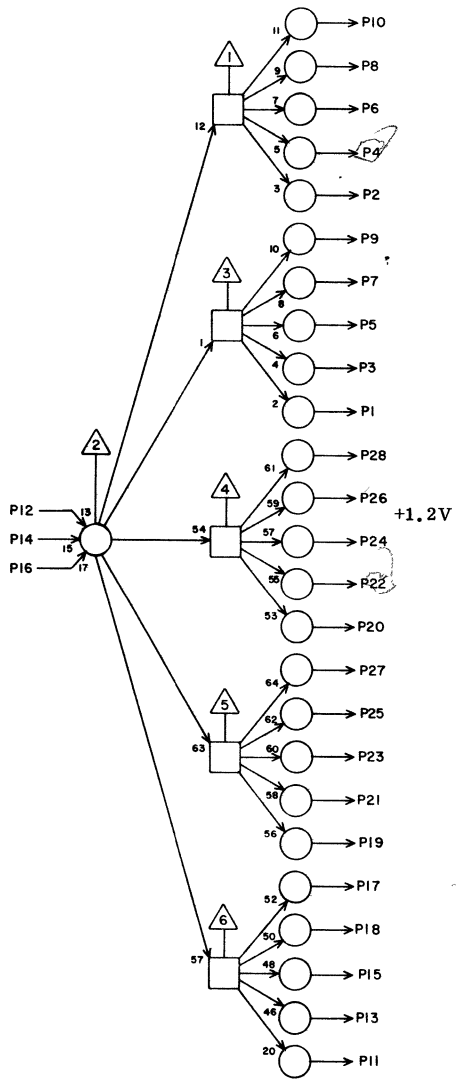 11 P10
1 9 P8
12 7 P6
5 P4
3 P2
10 P9
3 8 P7
1 6 P5
4 P3
2 P1
61 P28
4 59 P26
+1.2V
54 57 P24
55 P22
53 P20
2
P12 13
P14 15
P16 17
64 P27
5 62 P25
63 60 P23
58 P21
56 P19
52 P17
6 50 P18
57 48 P15
46 P13
20 P11